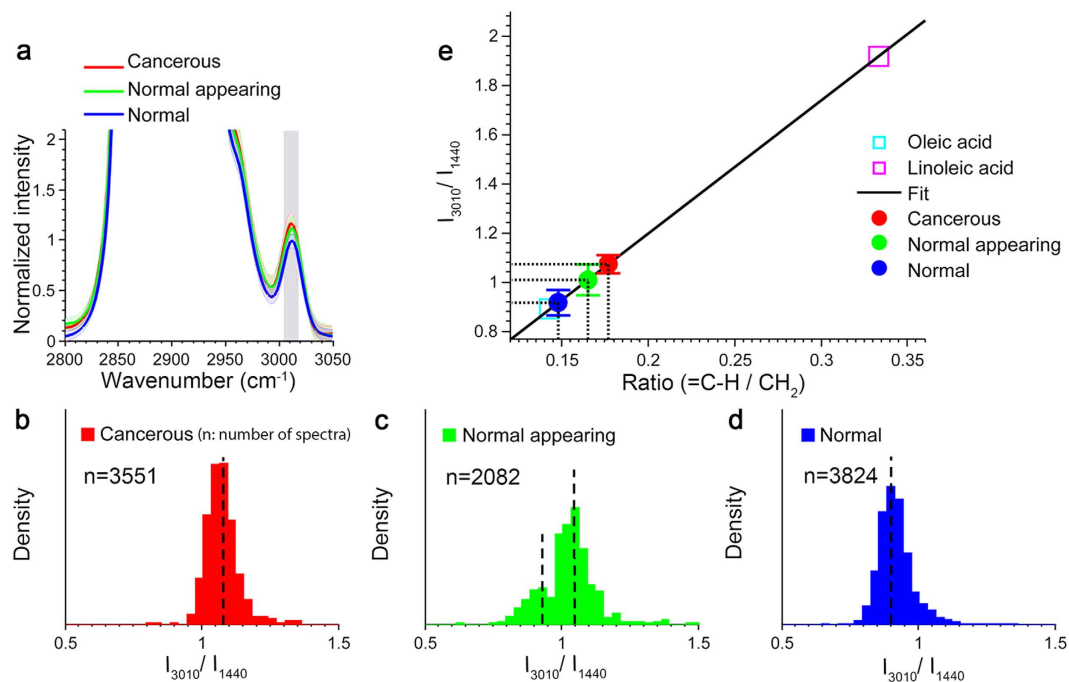 a
Cancerous
Normal appearing
Normal
Normalized intensity
2
1.5
1
0.5
0
2800 2850 2900 2950 3000 3050
Wavenumber (cm⁻¹)
e
I₃₀₁₀/ I₁₄₄₀
2
1.8
1.6
1.4
1.2
1
0.8
0.15 0.2 0.25 0.3 0.35
Ratio (=C-H / CH₂)
Oleic acid
Linoleic acid
Fit
Cancerous
Normal appearing
Normal
b
Cancerous (n: number of spectra)
n=3551
Density
0.5 1 1.5
I₃₀₁₀/ I₁₄₄₀
c
Normal appearing
n=2082
Density
0.5 1 1.5
I₃₀₁₀/ I₁₄₄₀
d
Normal
n=3824
Density
0.5 1 1.5
I₃₀₁₀/ I₁₄₄₀